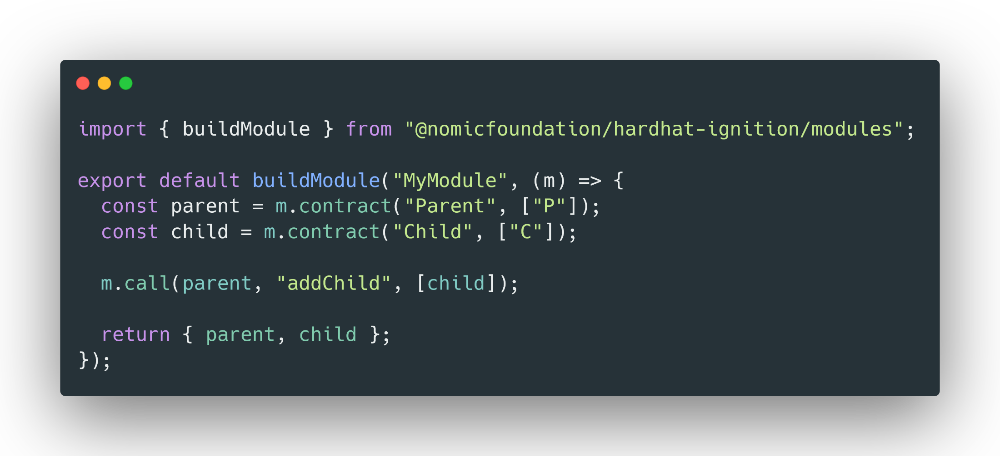 import { buildModule } from "@nomicfoundation/hardhat-ignition/modules";
export default buildModule("MyModule", (m) => {
  const parent = m.contract("Parent", ["P"]);
  const child = m.contract("Child", ["C"]);
  m.call(parent, "addChild", [child]);
  return { parent, child };
});